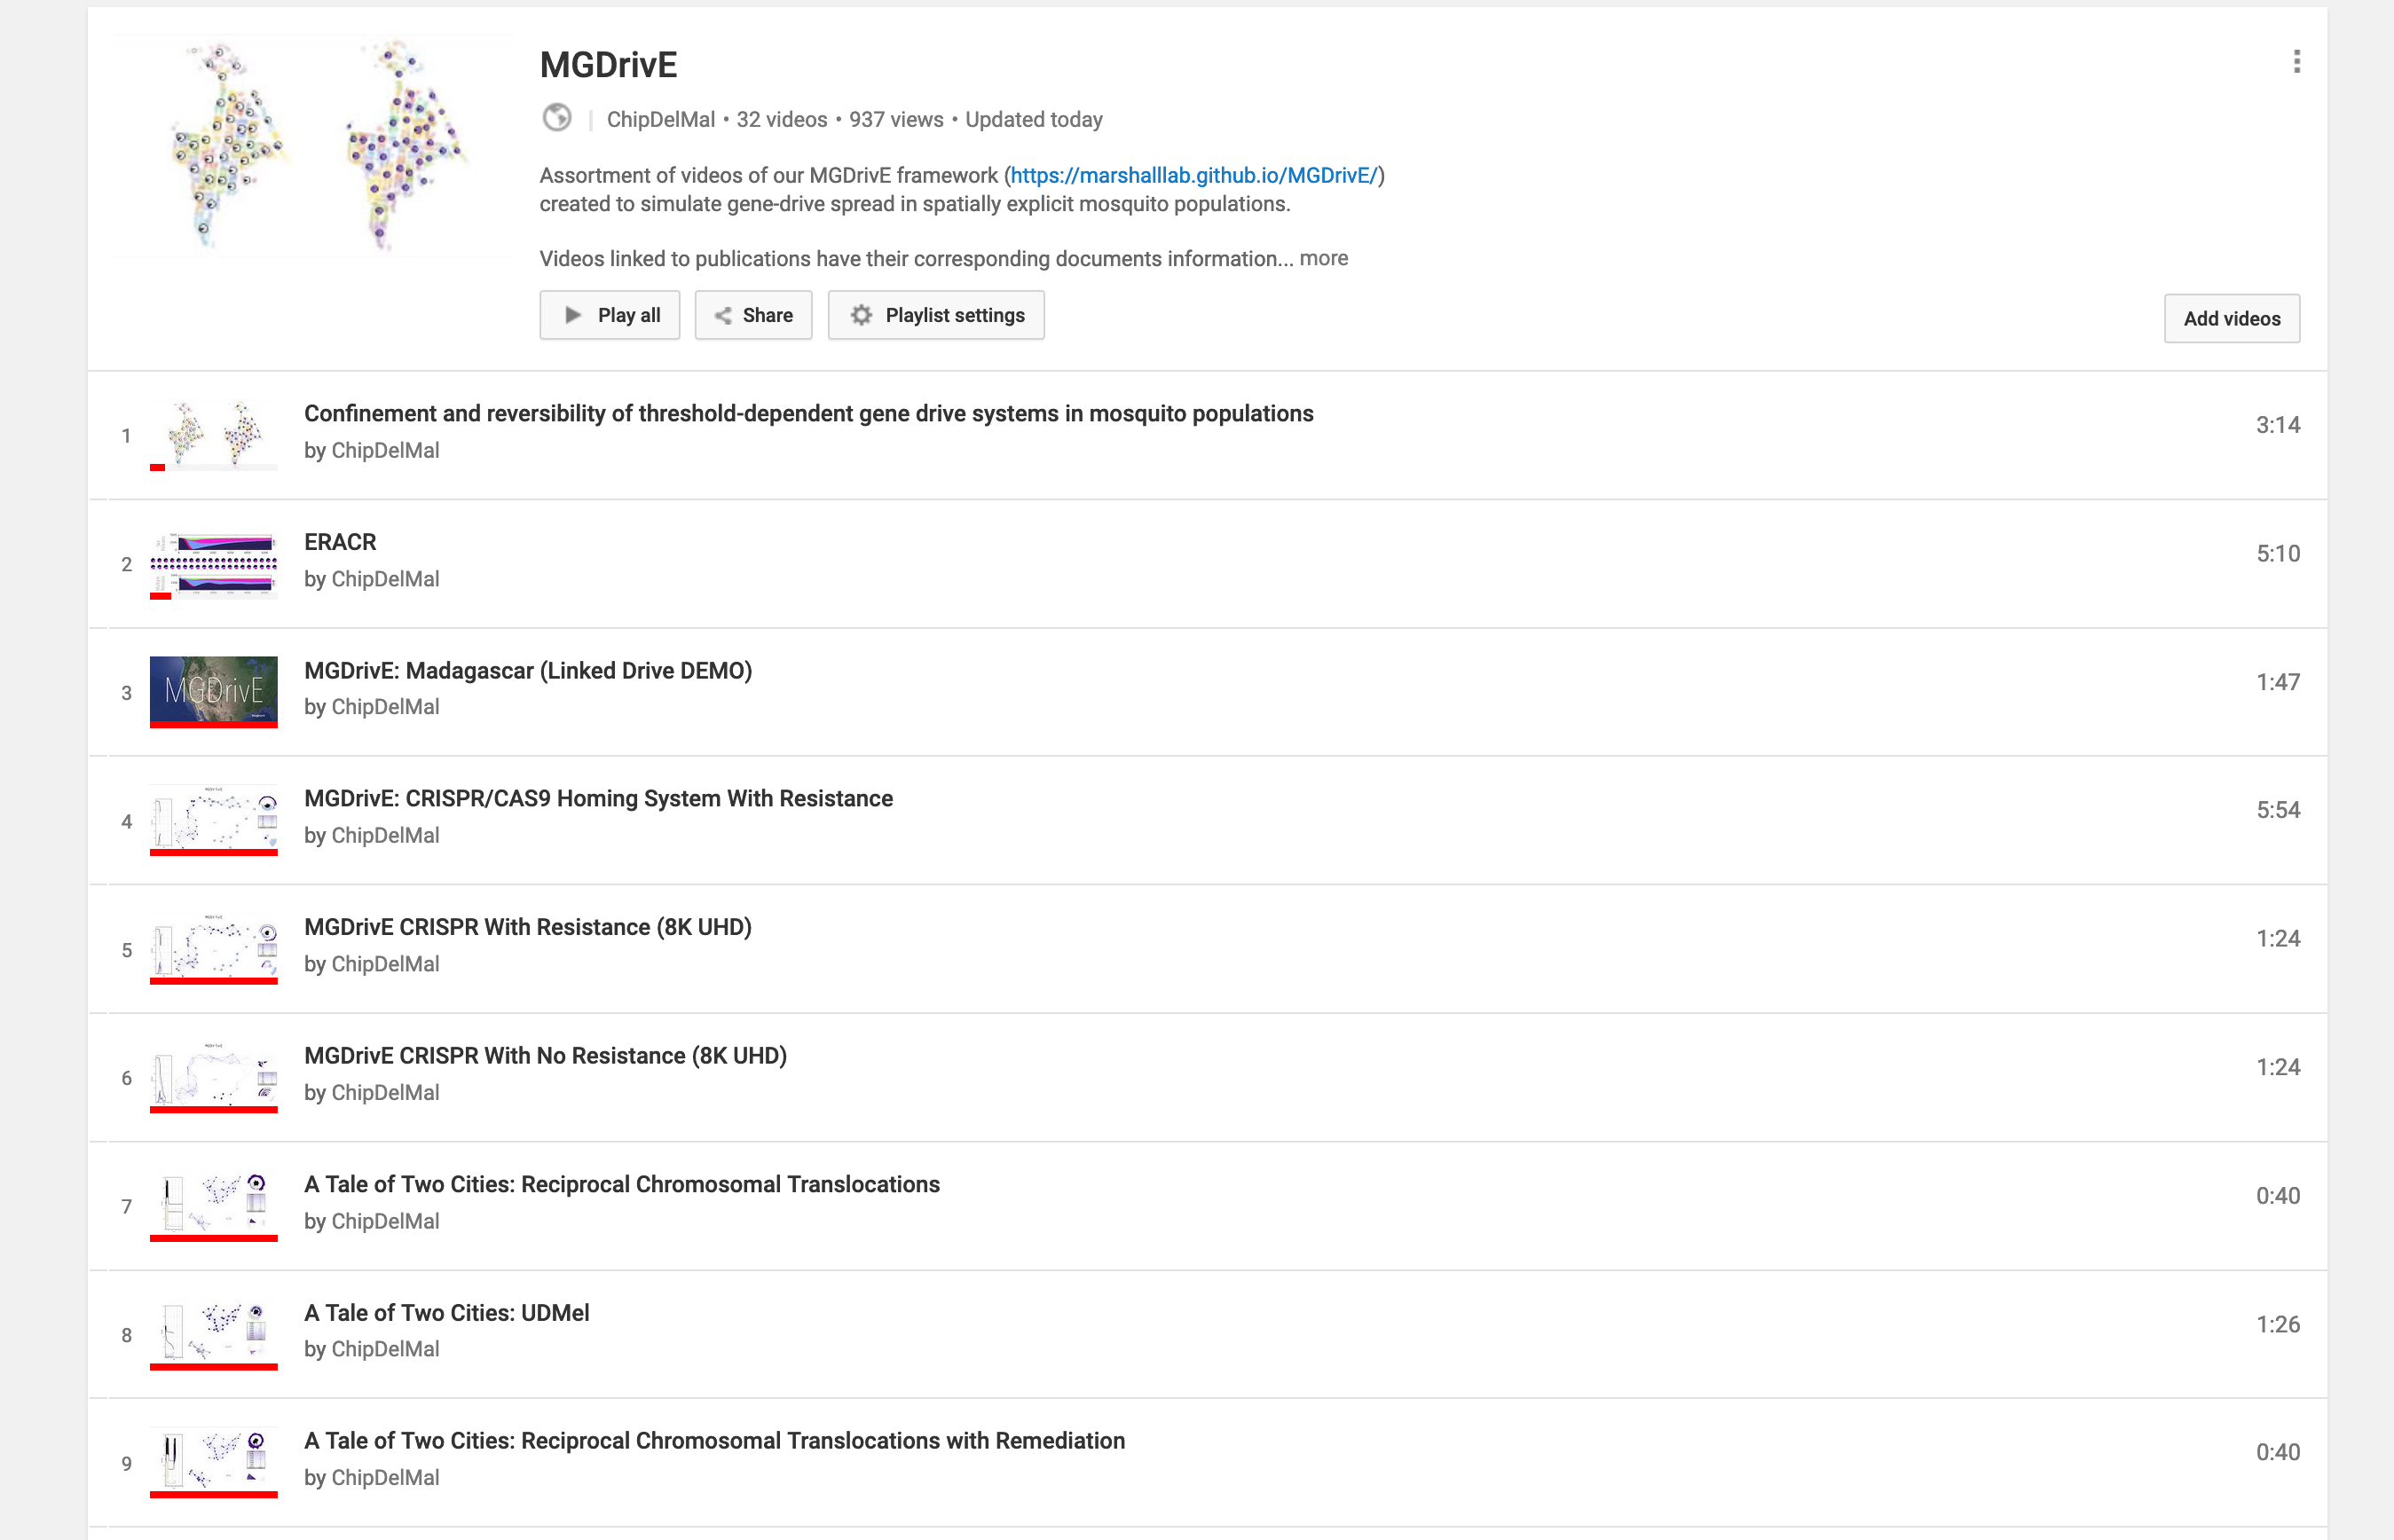 MGDrivE
ChipDelMal • 32 videos • 937 views • Updated today
Assortment of videos of our MGDrivE framework (https://marshalllab.github.io/MGDrivE/)
created to simulate gene-drive spread in spatially explicit mosquito populations.
Videos linked to publications have their corresponding documents information... more
Play all
Share
Playlist settings
Add videos
1
Confinement and reversibility of threshold-dependent gene drive systems in mosquito populations
by ChipDelMal
3:14
2
ERACR
by ChipDelMal
5:10
3
MGDrivE
MGDrivE: Madagascar (Linked Drive DEMO)
by ChipDelMal
1:47
4
MGDrivE: CRISPR/CAS9 Homing System With Resistance
by ChipDelMal
5:54
5
MGDrivE CRISPR With Resistance (8K UHD)
by ChipDelMal
1:24
6
MGDrivE CRISPR With No Resistance (8K UHD)
by ChipDelMal
1:24
7
A Tale of Two Cities: Reciprocal Chromosomal Translocations
by ChipDelMal
0:40
8
A Tale of Two Cities: UDMel
by ChipDelMal
1:26
9
A Tale of Two Cities: Reciprocal Chromosomal Translocations with Remediation
by ChipDelMal
0:40